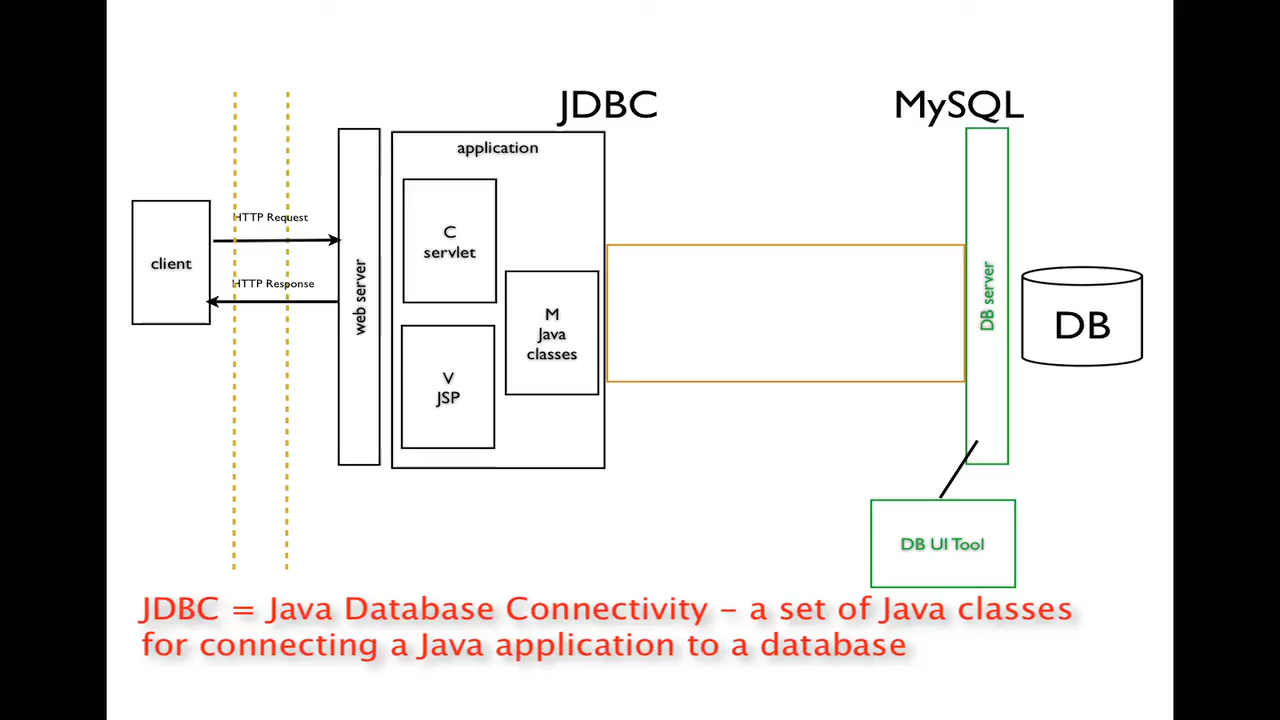 JDBC
MySQL
application
HTTP Request
C
servlet
client
web server
HTTP Response
M
Java
classes
DB server
DB
V
JSP
DB UI Tool
JDBC = Java Database Connectivity – a set of Java classes
for connecting a Java application to a database